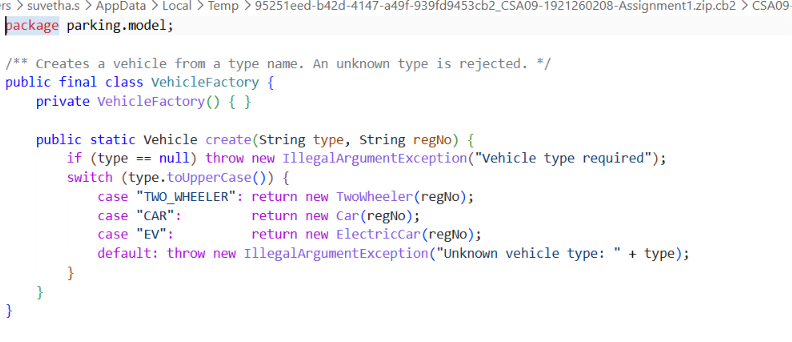 ers > suvetha.s > AppData > Local > Temp > 95251eed-b42d-4147-a49f-939fd9453cb2_CSA09-1921260208-Assignment1.zip.cb2 > CSA09-
package parking.model;
/** Creates a vehicle from a type name. An unknown type is rejected. */
public final class VehicleFactory {
    private VehicleFactory() { }
    public static Vehicle create(String type, String regNo) {
        if (type == null) throw new IllegalArgumentException("Vehicle type required");
        switch (type.toUpperCase()) {
            case "TWO_WHEELER": return new TwoWheeler(regNo);
            case "CAR":         return new Car(regNo);
            case "EV":          return new ElectricCar(regNo);
            default: throw new IllegalArgumentException("Unknown vehicle type: " + type);
        }
    }
}